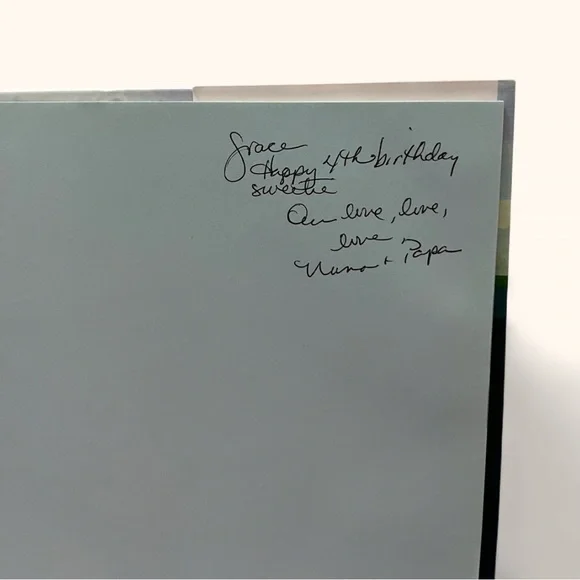 Grace
Happy 4th birthday
sweetie
Our love, love,
love,
Nana + Papa